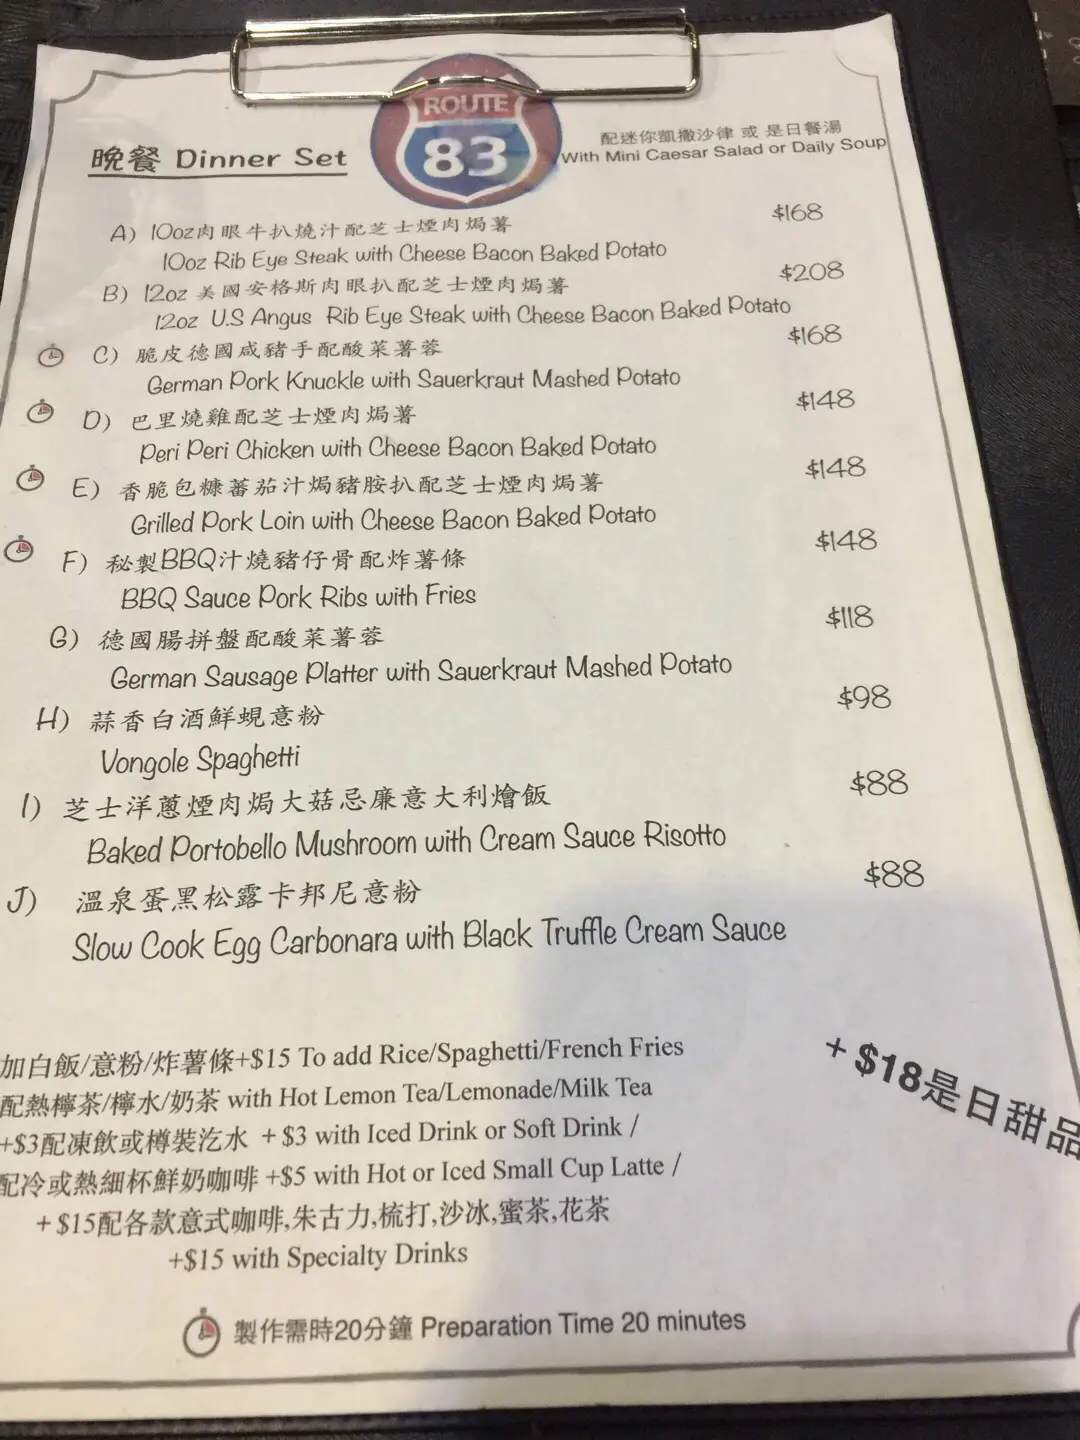 ROUTE
83
晚餐 Dinner Set
配迷你凱撒沙律 或 是日餐湯
With Mini Caesar Salad or Daily Soup
A) 10oz肉眼牛扒燒汁配芝士煙肉焗薯 $168
10oz Rib Eye Steak with Cheese Bacon Baked Potato
B) 12oz 美國安格斯肉眼扒配芝士煙肉焗薯 $208
12oz U.S Angus Rib Eye Steak with Cheese Bacon Baked Potato
C) 脆皮德國咸豬手配酸菜薯蓉 $168
German Pork Knuckle with Sauerkraut Mashed Potato
D) 巴里燒雞配芝士煙肉焗薯 $148
Peri Peri Chicken with Cheese Bacon Baked Potato
E) 香脆包糠蕃茄汁焗豬胺扒配芝士煙肉焗薯 $148
Grilled Pork Loin with Cheese Bacon Baked Potato
F) 秘製BBQ汁燒豬仔骨配炸薯條 $148
BBQ Sauce Pork Ribs with Fries
G) 德國腸拼盤配酸菜薯蓉 $118
German Sausage Platter with Sauerkraut Mashed Potato
H) 蒜香白酒鮮蜆意粉 $98
Vongole Spaghetti
I) 芝士洋蔥煙肉焗大菇忌廉意大利燴飯 $88
Baked Portobello Mushroom with Cream Sauce Risotto
J) 溫泉蛋黑松露卡邦尼意粉 $88
Slow Cook Egg Carbonara with Black Truffle Cream Sauce
加白飯/意粉/炸薯條+$15 To add Rice/Spaghetti/French Fries
配熱檸茶/檸水/奶茶 with Hot Lemon Tea/Lemonade/Milk Tea
+$3配凍飲或樽裝汔水 + $3 with Iced Drink or Soft Drink /
配冷或熱細杯鮮奶咖啡 +$5 with Hot or Iced Small Cup Latte /
+ $15配各款意式咖啡,朱古力,梳打,沙冰,蜜茶,花茶
+$15 with Specialty Drinks
+ $18是日甜品
製作需時20分鐘 Preparation Time 20 minutes